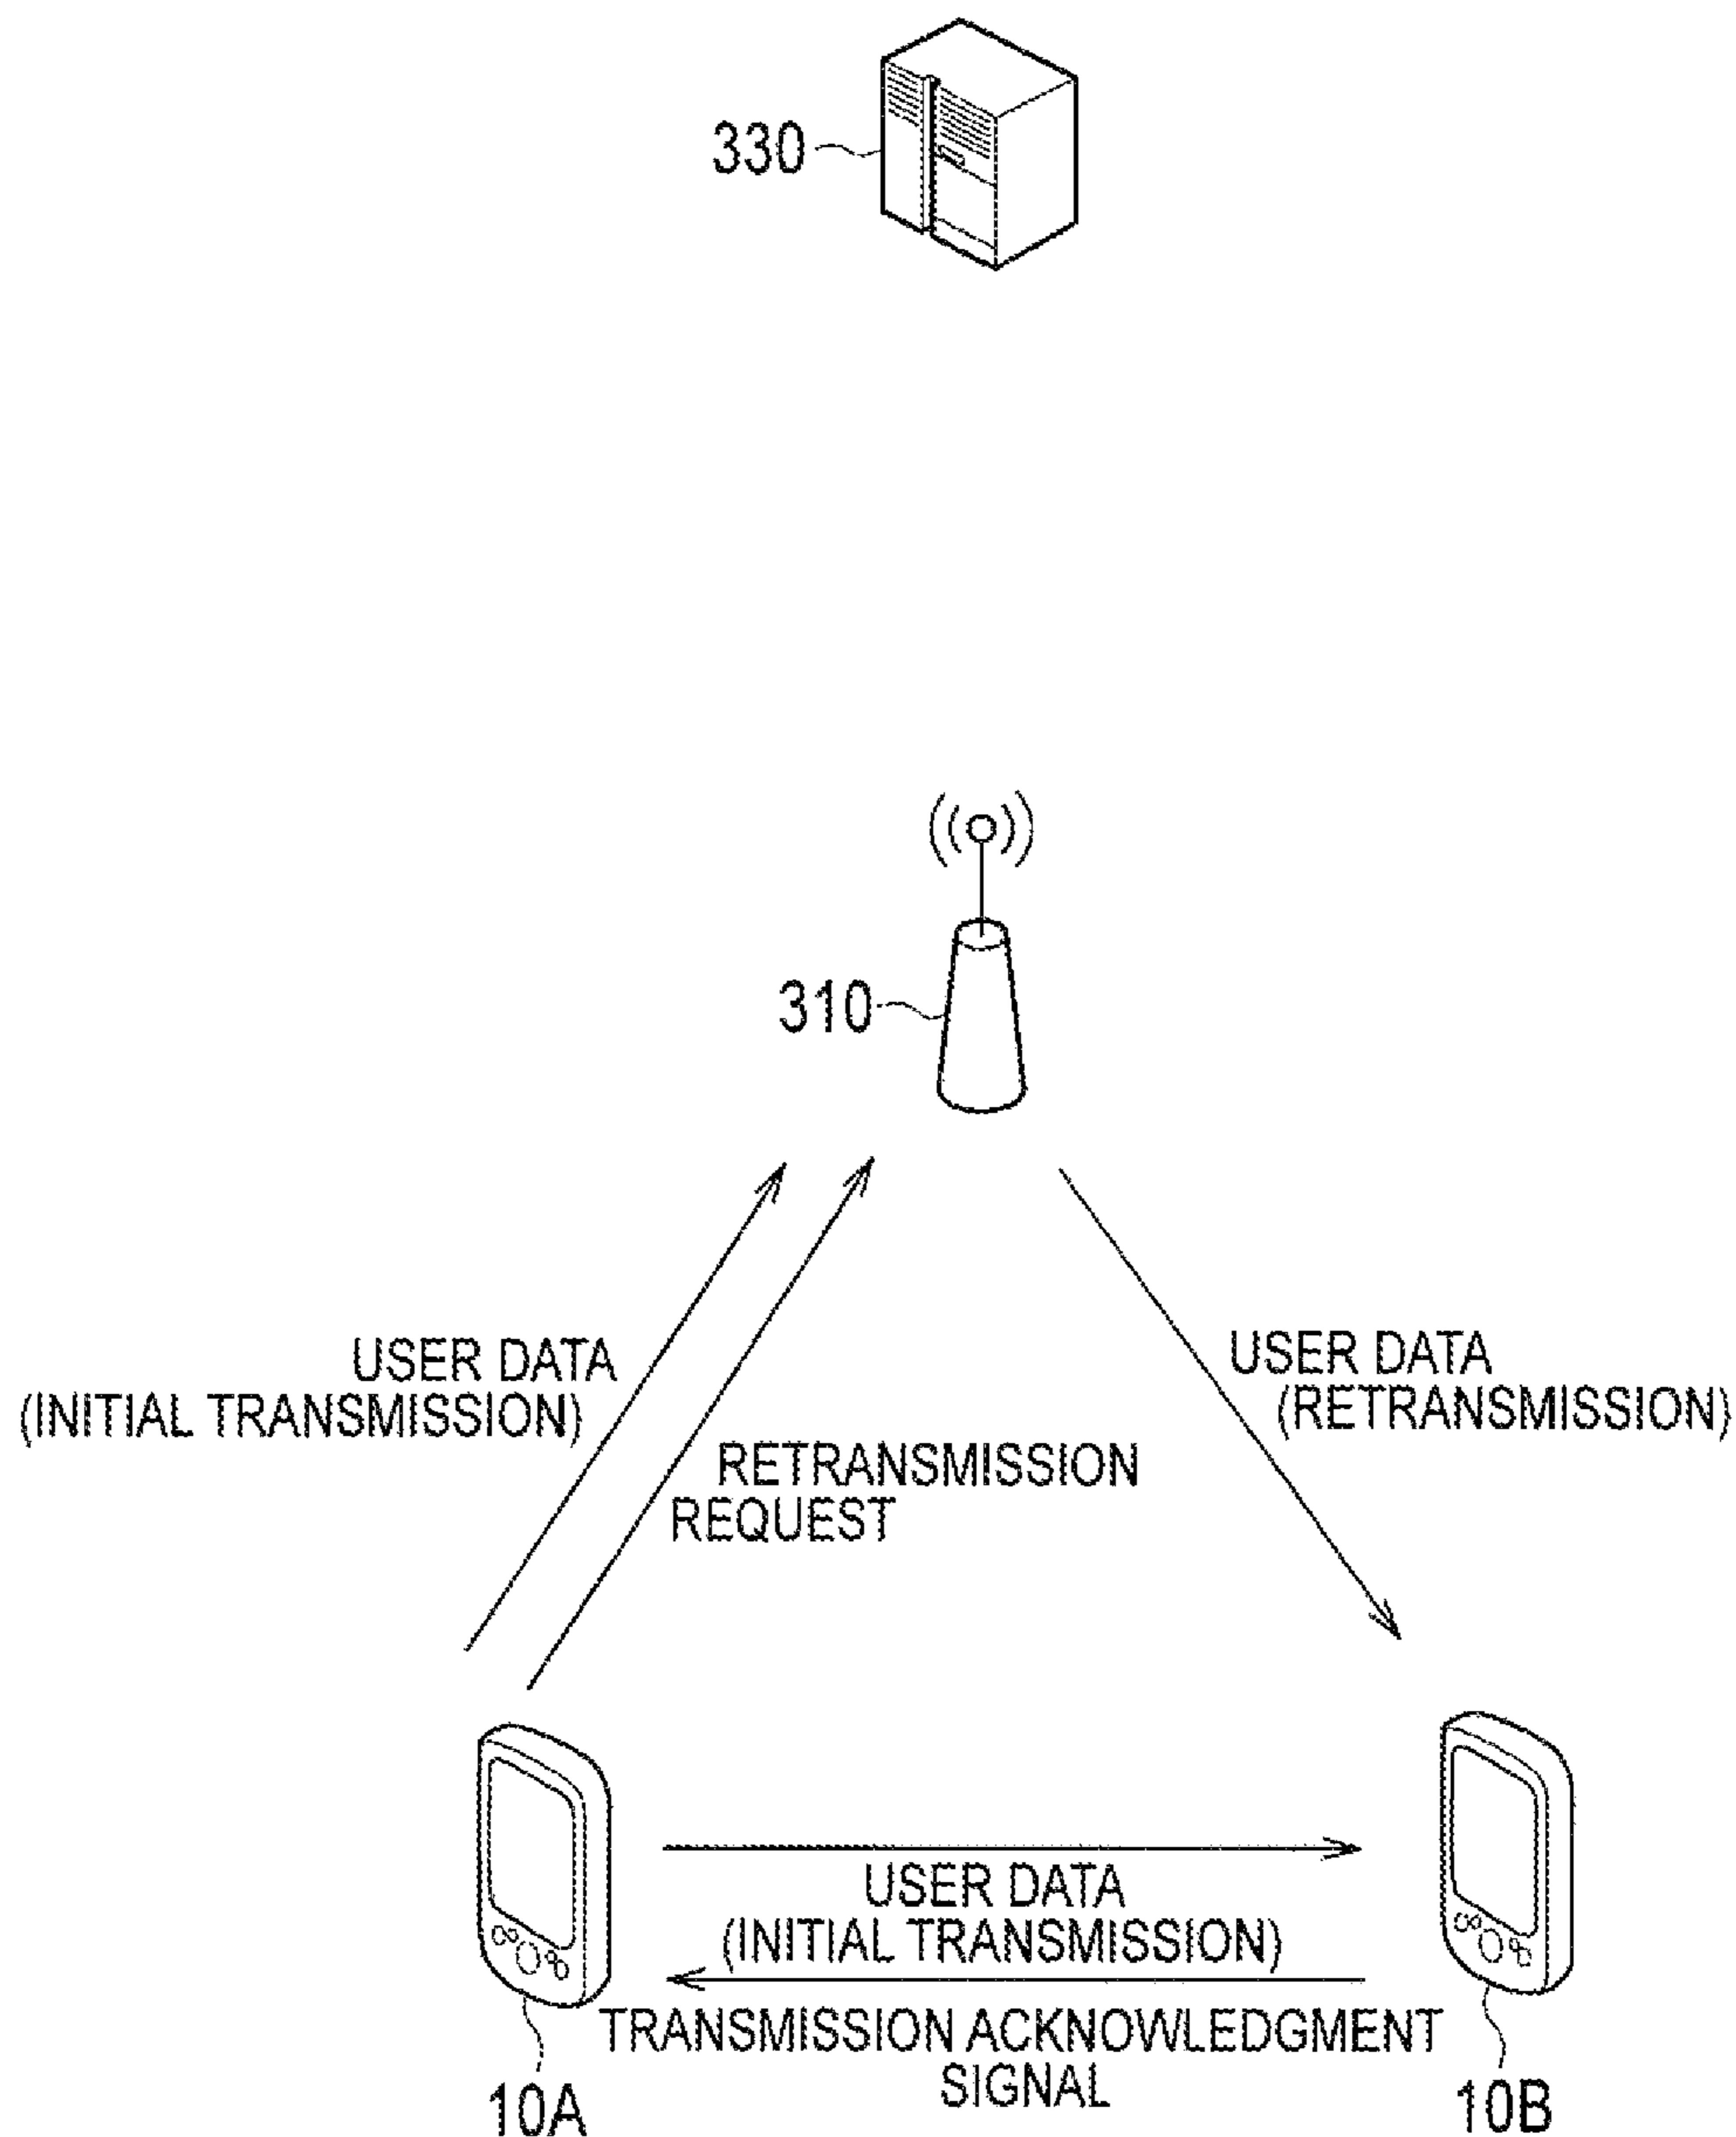 330
310
USER DATA
(INITIAL TRANSMISSION)
USER DATA
(RETRANSMISSION)
RETRANSMISSION
REQUEST
USER DATA
(INITIAL TRANSMISSION)
TRANSMISSION ACKNOWLEDGMENT
SIGNAL
10A
10B